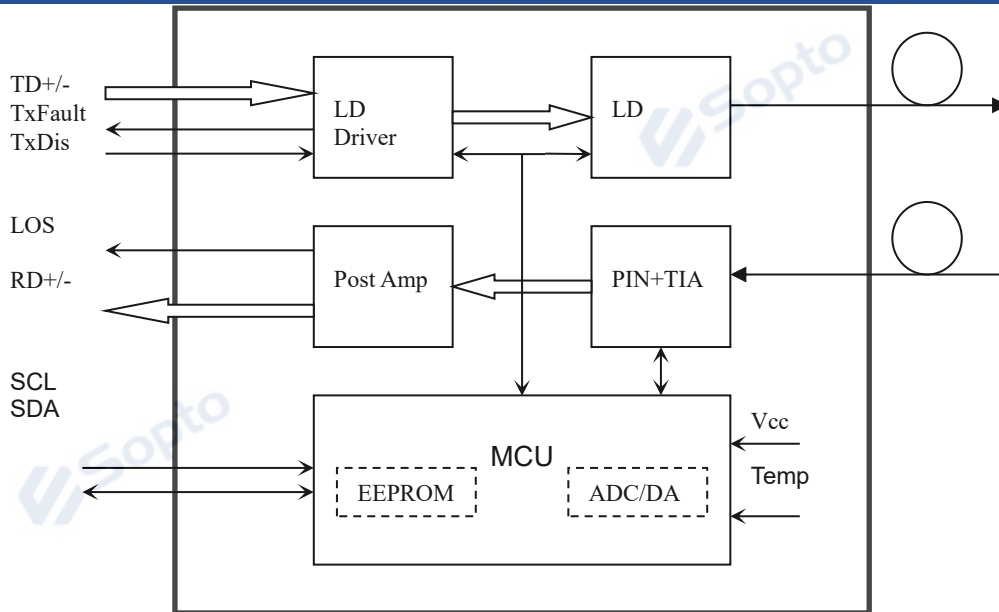 TD+/-
TxFault
TxDis
LD
Driver
LD
Sopto
LOS
RD+/-
Post Amp
PIN+TIA
SCL
SDA
Sopto
MCU
EEPROM
ADC/DA
Vcc
Temp